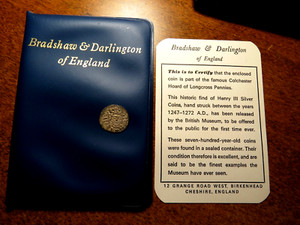 Bradshaw & Darlington
of England
Bradshaw & Darlington
of England
This is to Certify that the enclosed
coin is part of the famous Colchester
Hoard of Longcross Pennies.
This historic find of Henry III Silver
Coins, hand struck between the years
1247-1272 A.D., has been released
by the British Museum, to be offered
to the public for the first time ever.
These seven-hundred-year-old coins
were found in a sealed container. Their
condition therefore is excellent, and are
said to be the finest examples the
Museum have ever seen.
12 GRANGE ROAD WEST, BIRKENHEAD
CHESHIRE, ENGLAND